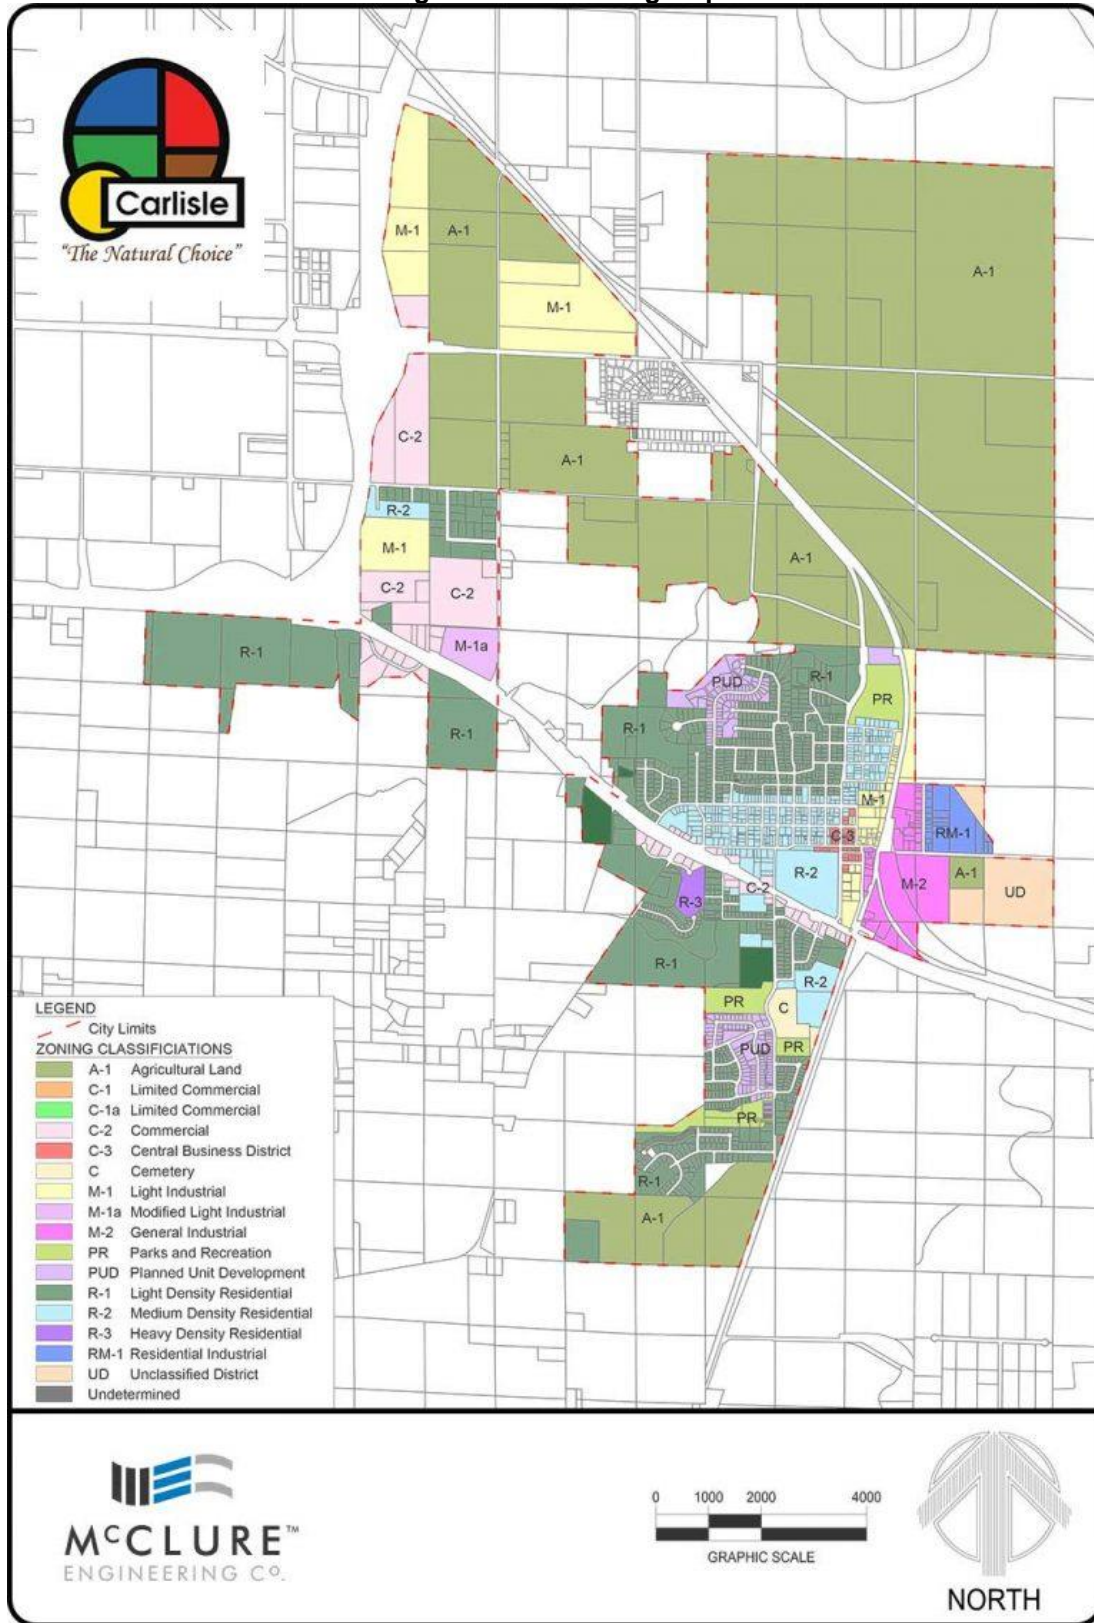 Carlisle
"The Natural Choice"
M-1
A-1
A-1
M-1
C-2
A-1
R-2
M-1
A-1
C-2
C-2
R-1
M-1a
PUD
R-1
PR
R-1
R-1
M-1
RM-1
C-3
R-2
A-1
M-2
UD
C-2
R-3
R-1
R-2
PR
C
PUD
PR
PR
R-1
A-1
LEGEND
City Limits
ZONING CLASSIFICIATIONS
A-1 Agricultural Land
C-1 Limited Commercial
C-1a Limited Commercial
C-2 Commercial
C-3 Central Business District
C Cemetery
M-1 Light Industrial
M-1a Modified Light Industrial
M-2 General Industrial
PR Parks and Recreation
PUD Planned Unit Development
R-1 Light Density Residential
R-2 Medium Density Residential
R-3 Heavy Density Residential
RM-1 Residential Industrial
UD Unclassified District
Undetermined
McCLURE™
ENGINEERING Co.
0 1000 2000 4000
GRAPHIC SCALE
NORTH